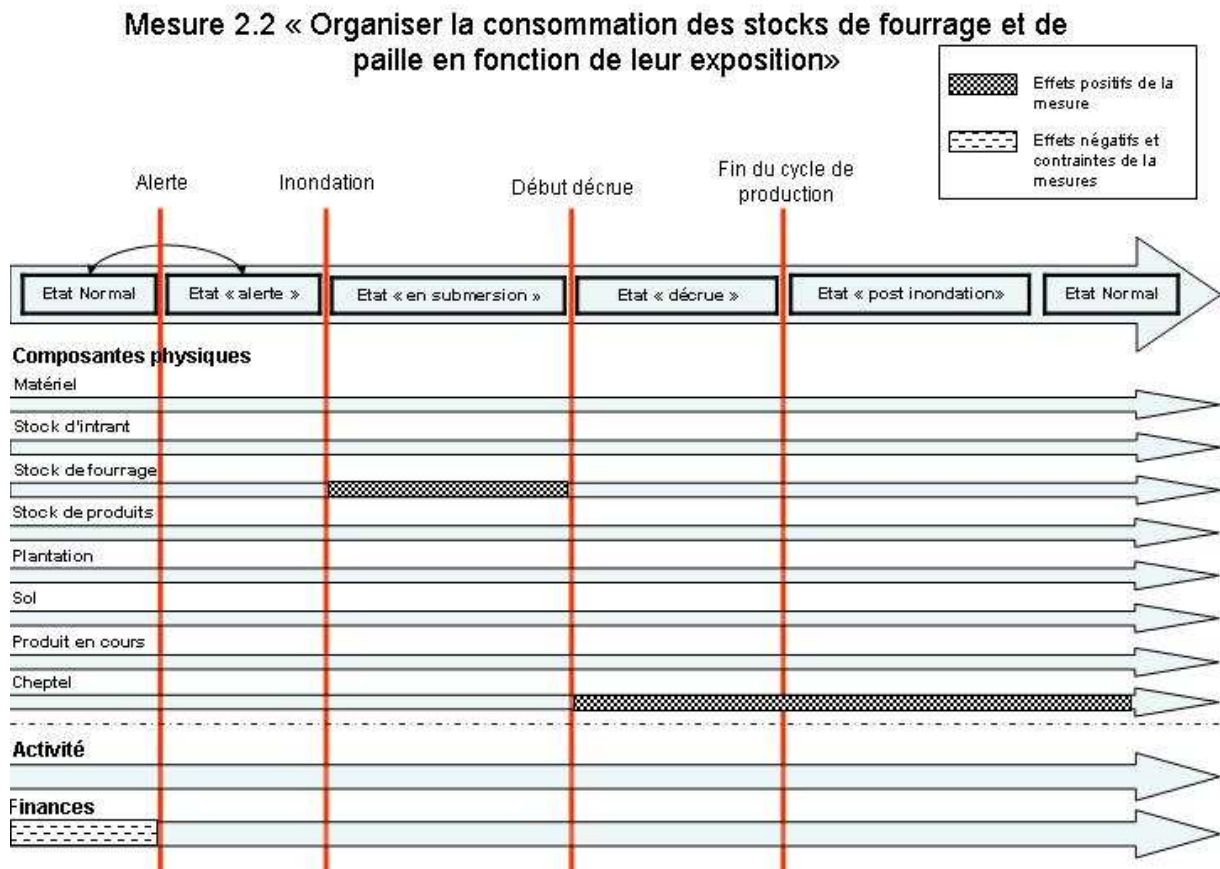 Mesure 2.2 « Organiser la consommation des stocks de fourrage et de
paille en fonction de leur exposition»
Effets positifs de la
mesure
Effets négatifs et
contraintes de la
mesures
Alerte
Inondation
Début décrue
Fin du cycle de
production
Etat Normal
Etat « alerte »
Etat « en submersion »
Etat « décrue »
Etat « post inondation»
Etat Normal
Composantes physiques
Matériel
Stock d'intrant
Stock de fourrage
Stock de produits
Plantation
Sol
Produit en cours
Cheptel
Activité
Finances